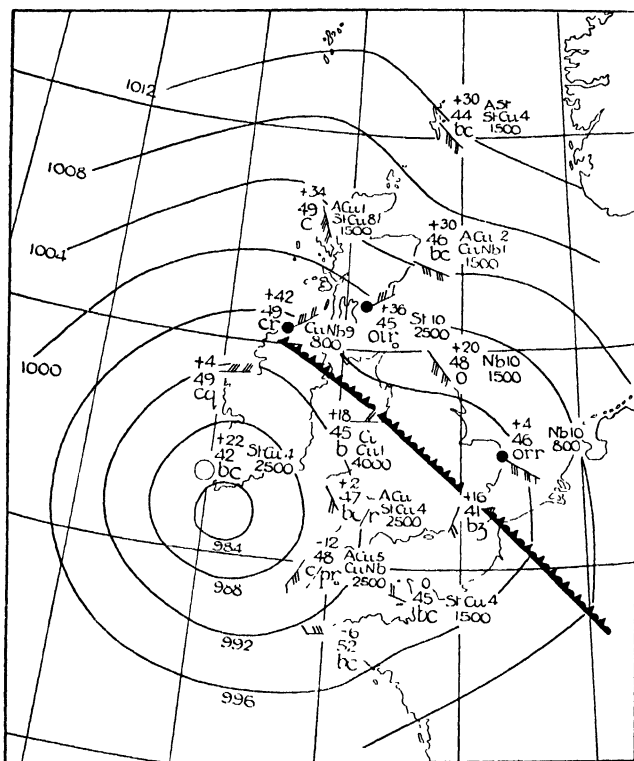 1012
+30 ASt
44 StCu4
bc 1500
1008
+34
49 ACu1
C StCu8
1500
+30
46 ACu 2
bc CuNb1
1500
1004
+42
49
cr
CuNb9
800
+36
45 St10
2500
1000
+20
48 Nb10
O 1500
+4
49
cq
+4
46 Nb10
orr 800
+18
45 Ci
b Cu1
4000
+22
42 StCu4
bc 2500
+2
47 ACu
StCu4
2500
+16
41
bz
984
-12
48 ACu5
CuNb
2500
988
0
45 StCu4
bc 1500
992
-6
52
bc
996